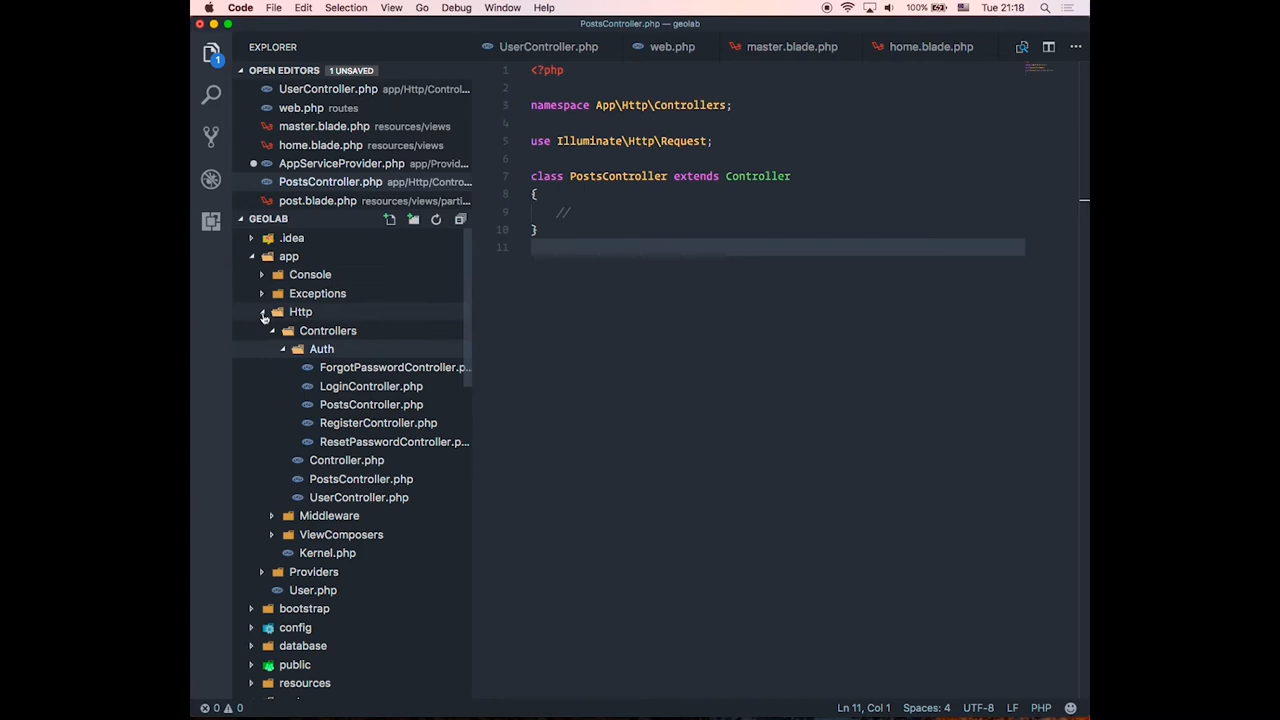 Code File Edit Selection View Go Debug Window Help 100% Tue 21:18
PostsController.php — geolab
EXPLORER
UserController.php web.php master.blade.php home.blade.php
OPEN EDITORS 1 UNSAVED
UserController.php app/Http/Control...
web.php routes
master.blade.php resources/views
home.blade.php resources/views
AppServiceProvider.php app/Provid...
PostsController.php app/Http/Contro...
post.blade.php resources/views/parti...
GEOLAB
.idea
app
Console
Exceptions
Http
Controllers
Auth
ForgotPasswordController.p...
LoginController.php
PostsController.php
RegisterController.php
ResetPasswordController.p...
Controller.php
PostsController.php
UserController.php
Middleware
ViewComposers
Kernel.php
Providers
User.php
bootstrap
config
database
public
resources
1 <?php
2
3 namespace App\Http\Controllers;
4
5 use Illuminate\Http\Request;
6
7 class PostsController extends Controller
8 {
9 //
10 }
11
1
0 0 Ln 11, Col 1 Spaces: 4 UTF-8 LF PHP